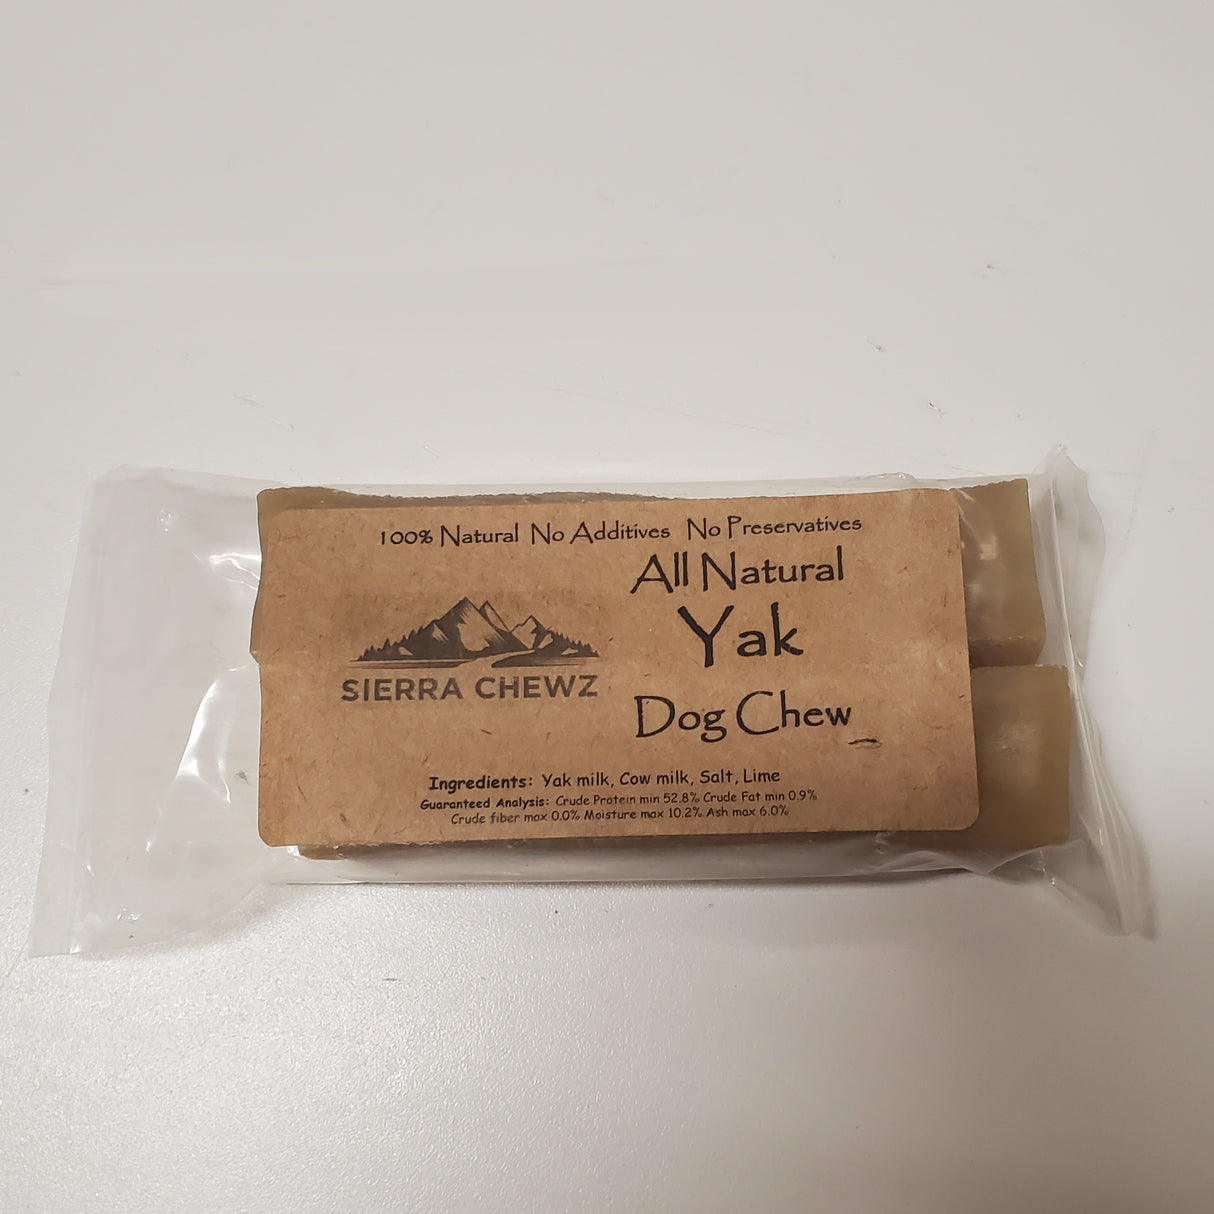 100% Natural No Additives No Preservatives
All Natural
Yak
Dog Chew
SIERRA CHEWZ
Ingredients: Yak milk, Cow milk, Salt, Lime
Guaranteed Analysis: Crude Protein min 52.8% Crude Fat min 0.9%
Crude fiber max 0.0% Moisture max 10.2% Ash max 6.0%